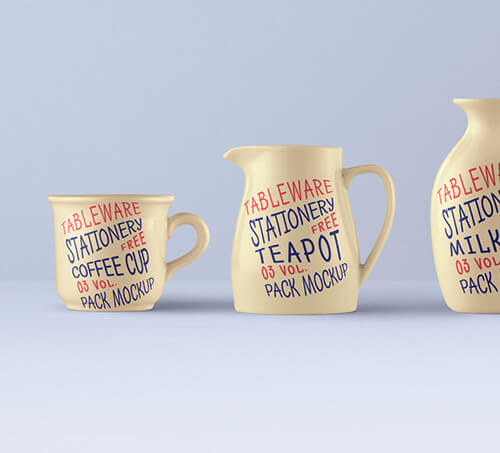 TABLEWARE
STATIONERY
FREE
COFFEE CUP
03 VOL.
PACK MOCKUP
TABLEWARE
STATIONERY
FREE
TEAPOT
03 VOL.
PACK MOCKUP
TABLEWA
STATION
MILK
03 VOL
PACK